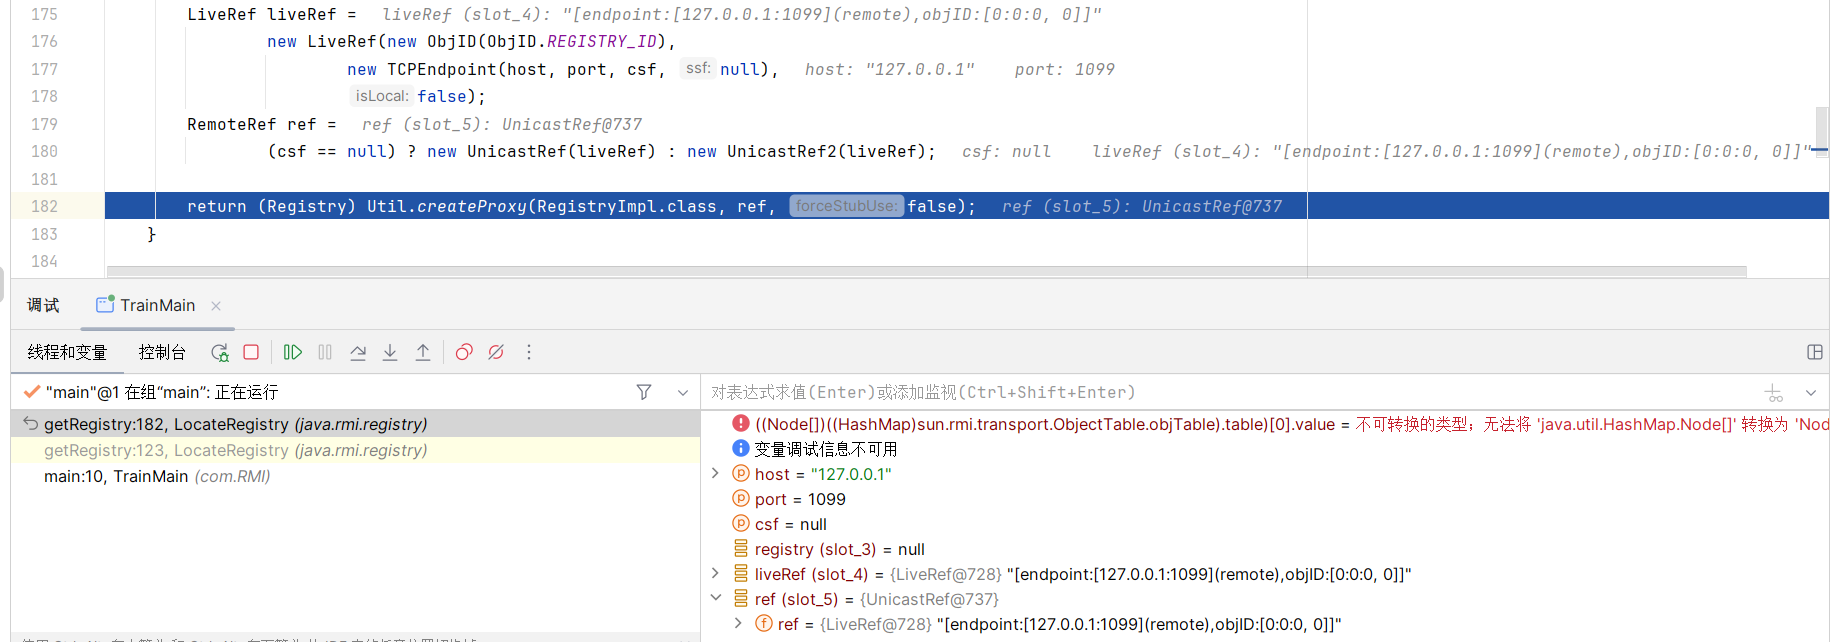 175 LiveRef liveRef = liveRef (slot_4): "[endpoint:[127.0.0.1:1099](remote),objID:[0:0:0, 0]]"
176 new LiveRef(new ObjID(ObjID.REGISTRY_ID),
177 new TCPEndpoint(host, port, csf, ssf: null), host: "127.0.0.1" port: 1099
178 isLocal: false);
179 RemoteRef ref = ref (slot_5): UnicastRef@737
180 (csf == null) ? new UnicastRef(liveRef) : new UnicastRef2(liveRef); csf: null liveRef (slot_4): "[endpoint:[127.0.0.1:1099](remote),objID:[0:0:0, 0]]"
181
182 return (Registry) Util.createProxy(RegistryImpl.class, ref, forceStubUse: false); ref (slot_5): UnicastRef@737
183 }
184
调试 TrainMain
线程和变量 控制台
"main"@1 在组"main": 正在运行
getRegistry:182, LocateRegistry (java.rmi.registry)
getRegistry:123, LocateRegistry (java.rmi.registry)
main:10, TrainMain (com.RMI)
对表达式求值(Enter)或添加监视(Ctrl+Shift+Enter)
((Node[])((HashMap)sun.rmi.transport.ObjectTable.objTable).table)[0].value = 不可转换的类型；无法将 'java.util.HashMap.Node[]' 转换为 'Nod
变量调试信息不可用
host = "127.0.0.1"
port = 1099
csf = null
registry (slot_3) = null
liveRef (slot_4) = {LiveRef@728} "[endpoint:[127.0.0.1:1099](remote),objID:[0:0:0, 0]]"
ref (slot_5) = {UnicastRef@737}
ref = {LiveRef@728} "[endpoint:[127.0.0.1:1099](remote),objID:[0:0:0, 0]]"